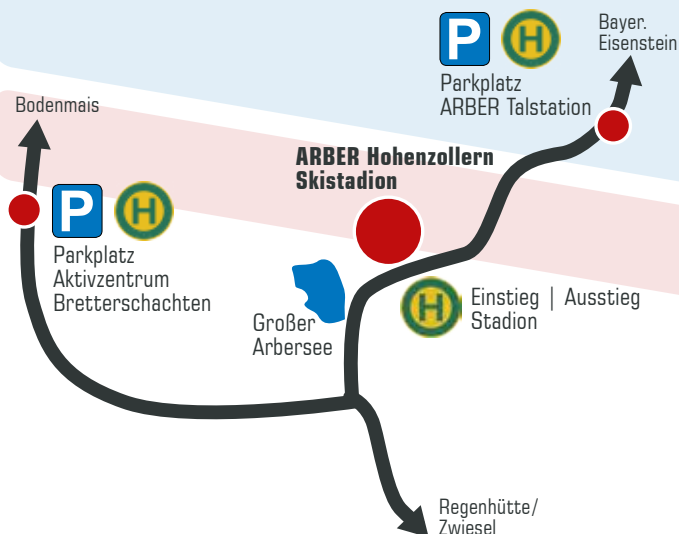 P
H
Bayer.
Eisenstein
Parkplatz
ARBER Talstation
Bodenmais
ARBER Hohenzollern
Skistadion
P
H
Parkplatz
Aktivzentrum
Bretterschachten
H
Einstieg | Ausstieg
Stadion
Großer
Arbersee
Regenhütte/
Zwiesel